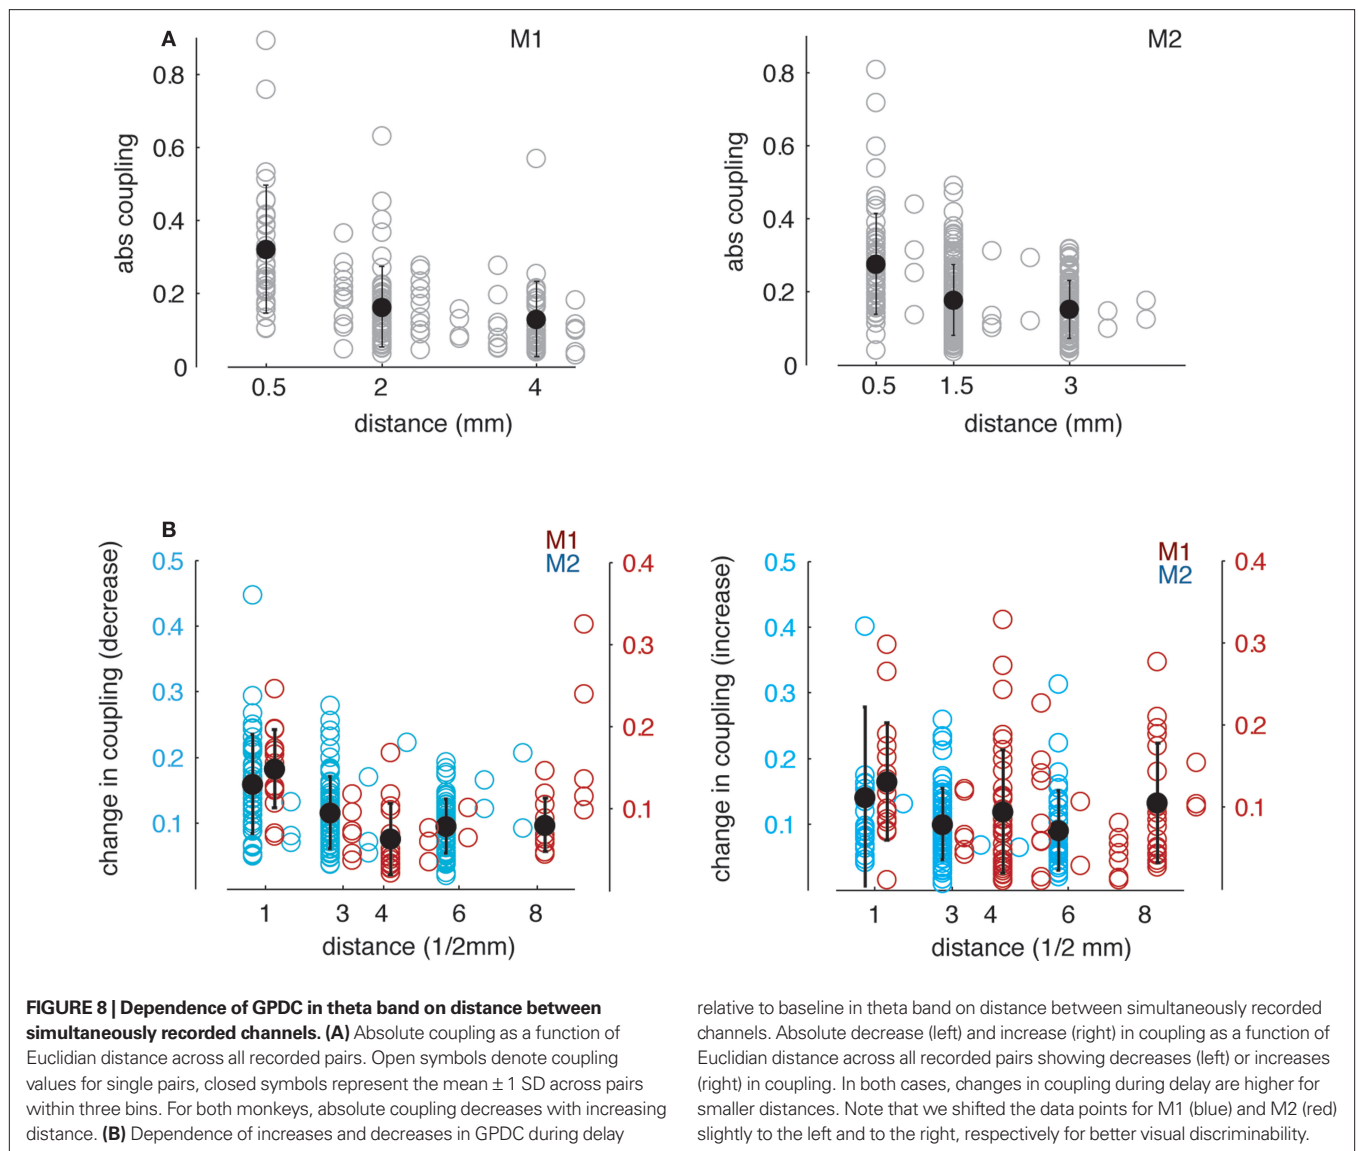 A
M1
0.8
0.6
0.4
0.2
0
abs coupling
0.5 2 4
distance (mm)
M2
0.8
0.6
0.4
0.2
0
abs coupling
0.5 1.5 3
distance (mm)
B
M1
M2
0.5
0.4
0.3
0.2
0.1
change in coupling (decrease)
0.4
0.3
0.2
0.1
1 3 4 6 8
distance (1/2mm)
M1
M2
0.5
0.4
0.3
0.2
0.1
change in coupling (increase)
0.4
0.3
0.2
0.1
1 3 4 6 8
distance (1/2 mm)
FIGURE 8 | Dependence of GPDC in theta band on distance between
simultaneously recorded channels. (A) Absolute coupling as a function of
Euclidian distance across all recorded pairs. Open symbols denote coupling
values for single pairs, closed symbols represent the mean ± 1 SD across pairs
within three bins. For both monkeys, absolute coupling decreases with increasing
distance. (B) Dependence of increases and decreases in GPDC during delay
relative to baseline in theta band on distance between simultaneously recorded
channels. Absolute decrease (left) and increase (right) in coupling as a function of
Euclidian distance across all recorded pairs showing decreases (left) or increases
(right) in coupling. In both cases, changes in coupling during delay are higher for
smaller distances. Note that we shifted the data points for M1 (blue) and M2 (red)
slightly to the left and to the right, respectively for better visual discriminability.